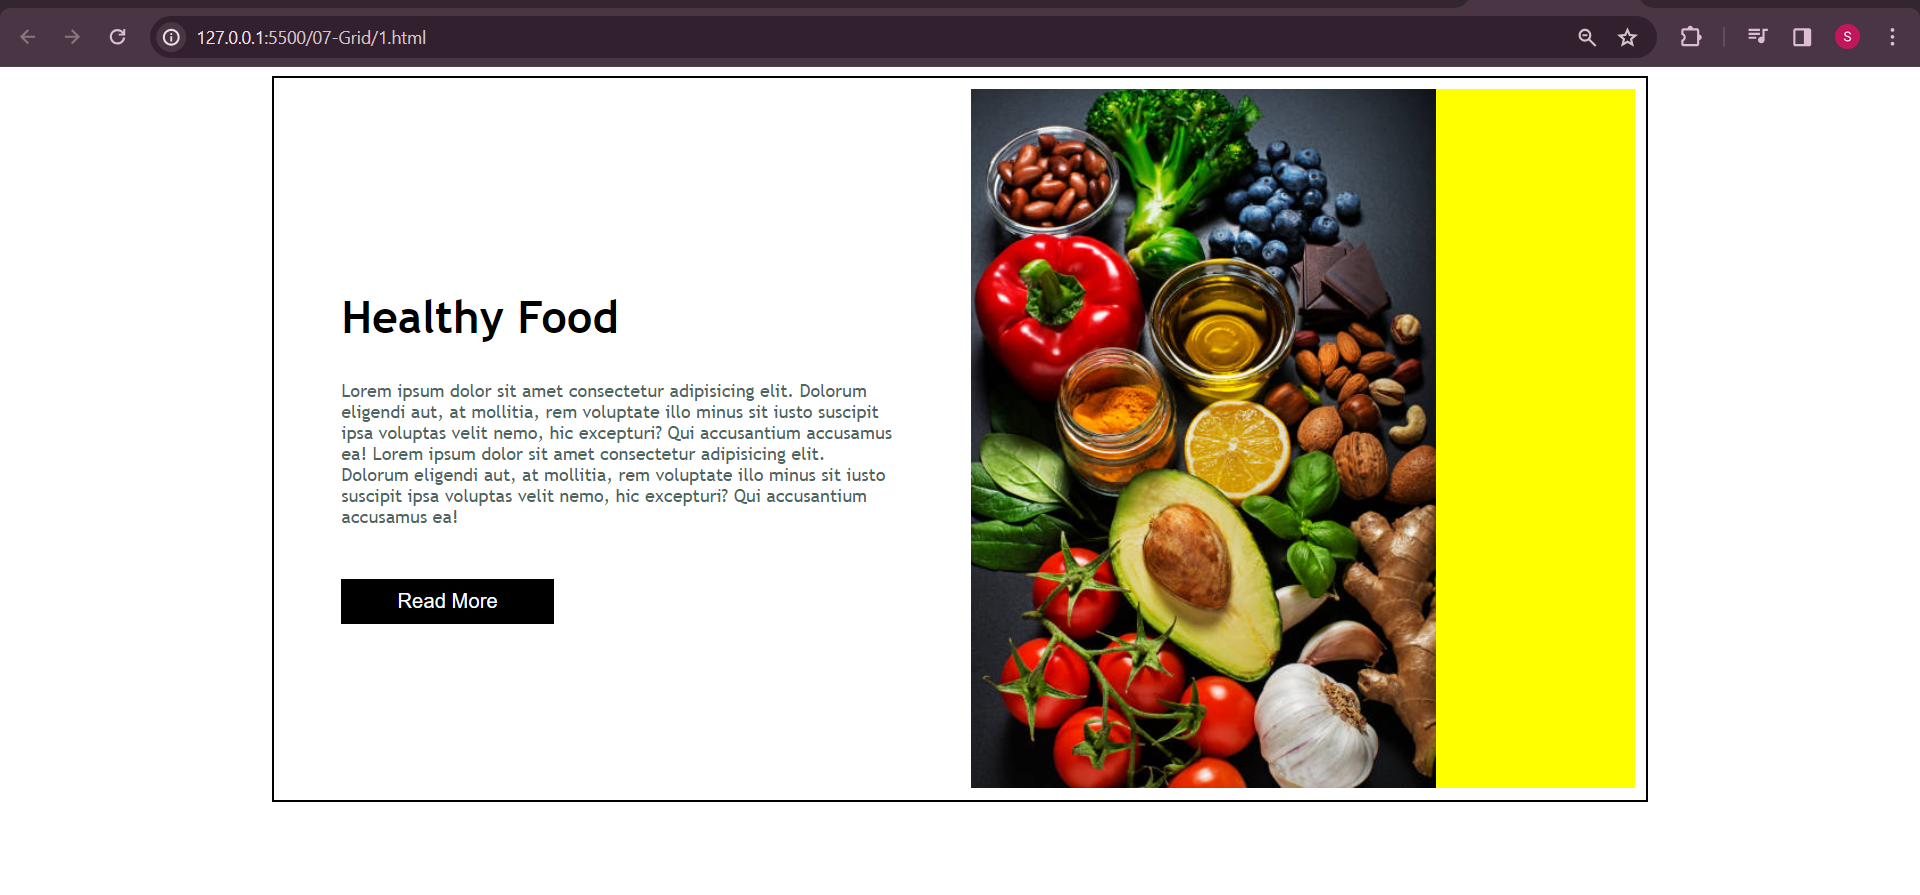 127.0.0.1:5500/07-Grid/1.html
S
Healthy Food
Lorem ipsum dolor sit amet consectetur adipisicing elit. Dolorum
eligendi aut, at mollitia, rem voluptate illo minus sit iusto suscipit
ipsa voluptas velit nemo, hic excepturi? Qui accusantium accusamus
ea! Lorem ipsum dolor sit amet consectetur adipisicing elit.
Dolorum eligendi aut, at mollitia, rem voluptate illo minus sit iusto
suscipit ipsa voluptas velit nemo, hic excepturi? Qui accusantium
accusamus ea!
Read More